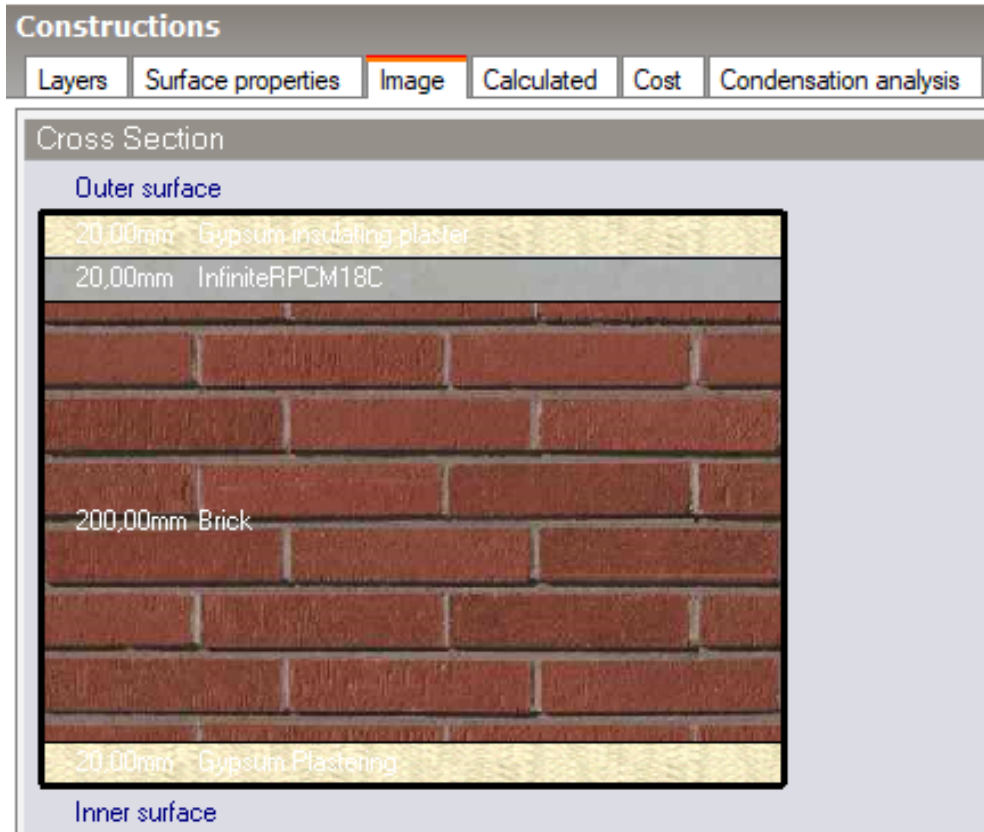 Constructions
Layers Surface properties Image Calculated Cost Condensation analysis
Cross Section
Outer surface
20,00mm Gypsum insulating plaster
20,00mm InfiniteRPCM18C
200,00mm Brick
20,00mm Gypsum Plastering
Inner surface